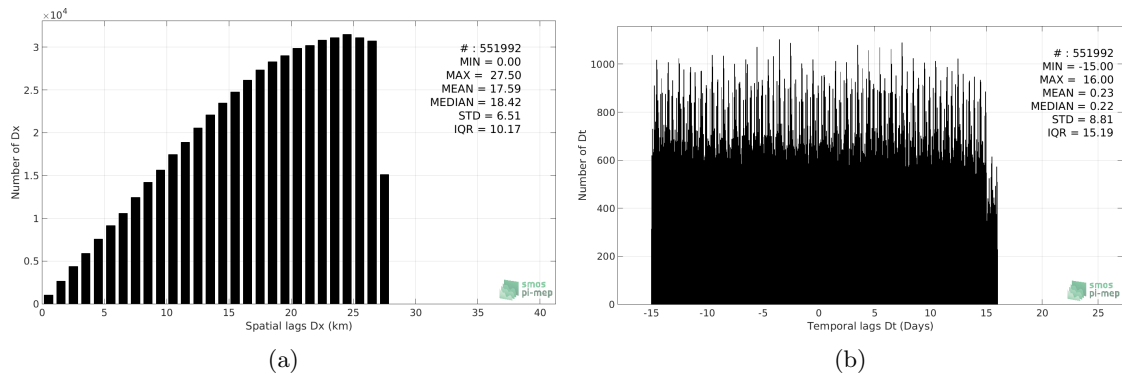 ×10⁴
3
2.5
2
1.5
1
0.5
0
Number of Dx
# : 551992
MIN = 0.00
MAX = 27.50
MEAN = 17.59
MEDIAN = 18.42
STD = 6.51
IQR = 10.17
smos
pi-mep
0 5 10 15 20 25 30 35 40
Spatial lags Dx (km)
(a)
1000
800
600
400
200
0
Number of Dt
# : 551992
MIN = -15.00
MAX = 16.00
MEAN = 0.23
MEDIAN = 0.22
STD = 8.81
IQR = 15.19
smos
pi-mep
-15 -10 -5 0 5 10 15 20 25
Temporal lags Dt (Days)
(b)